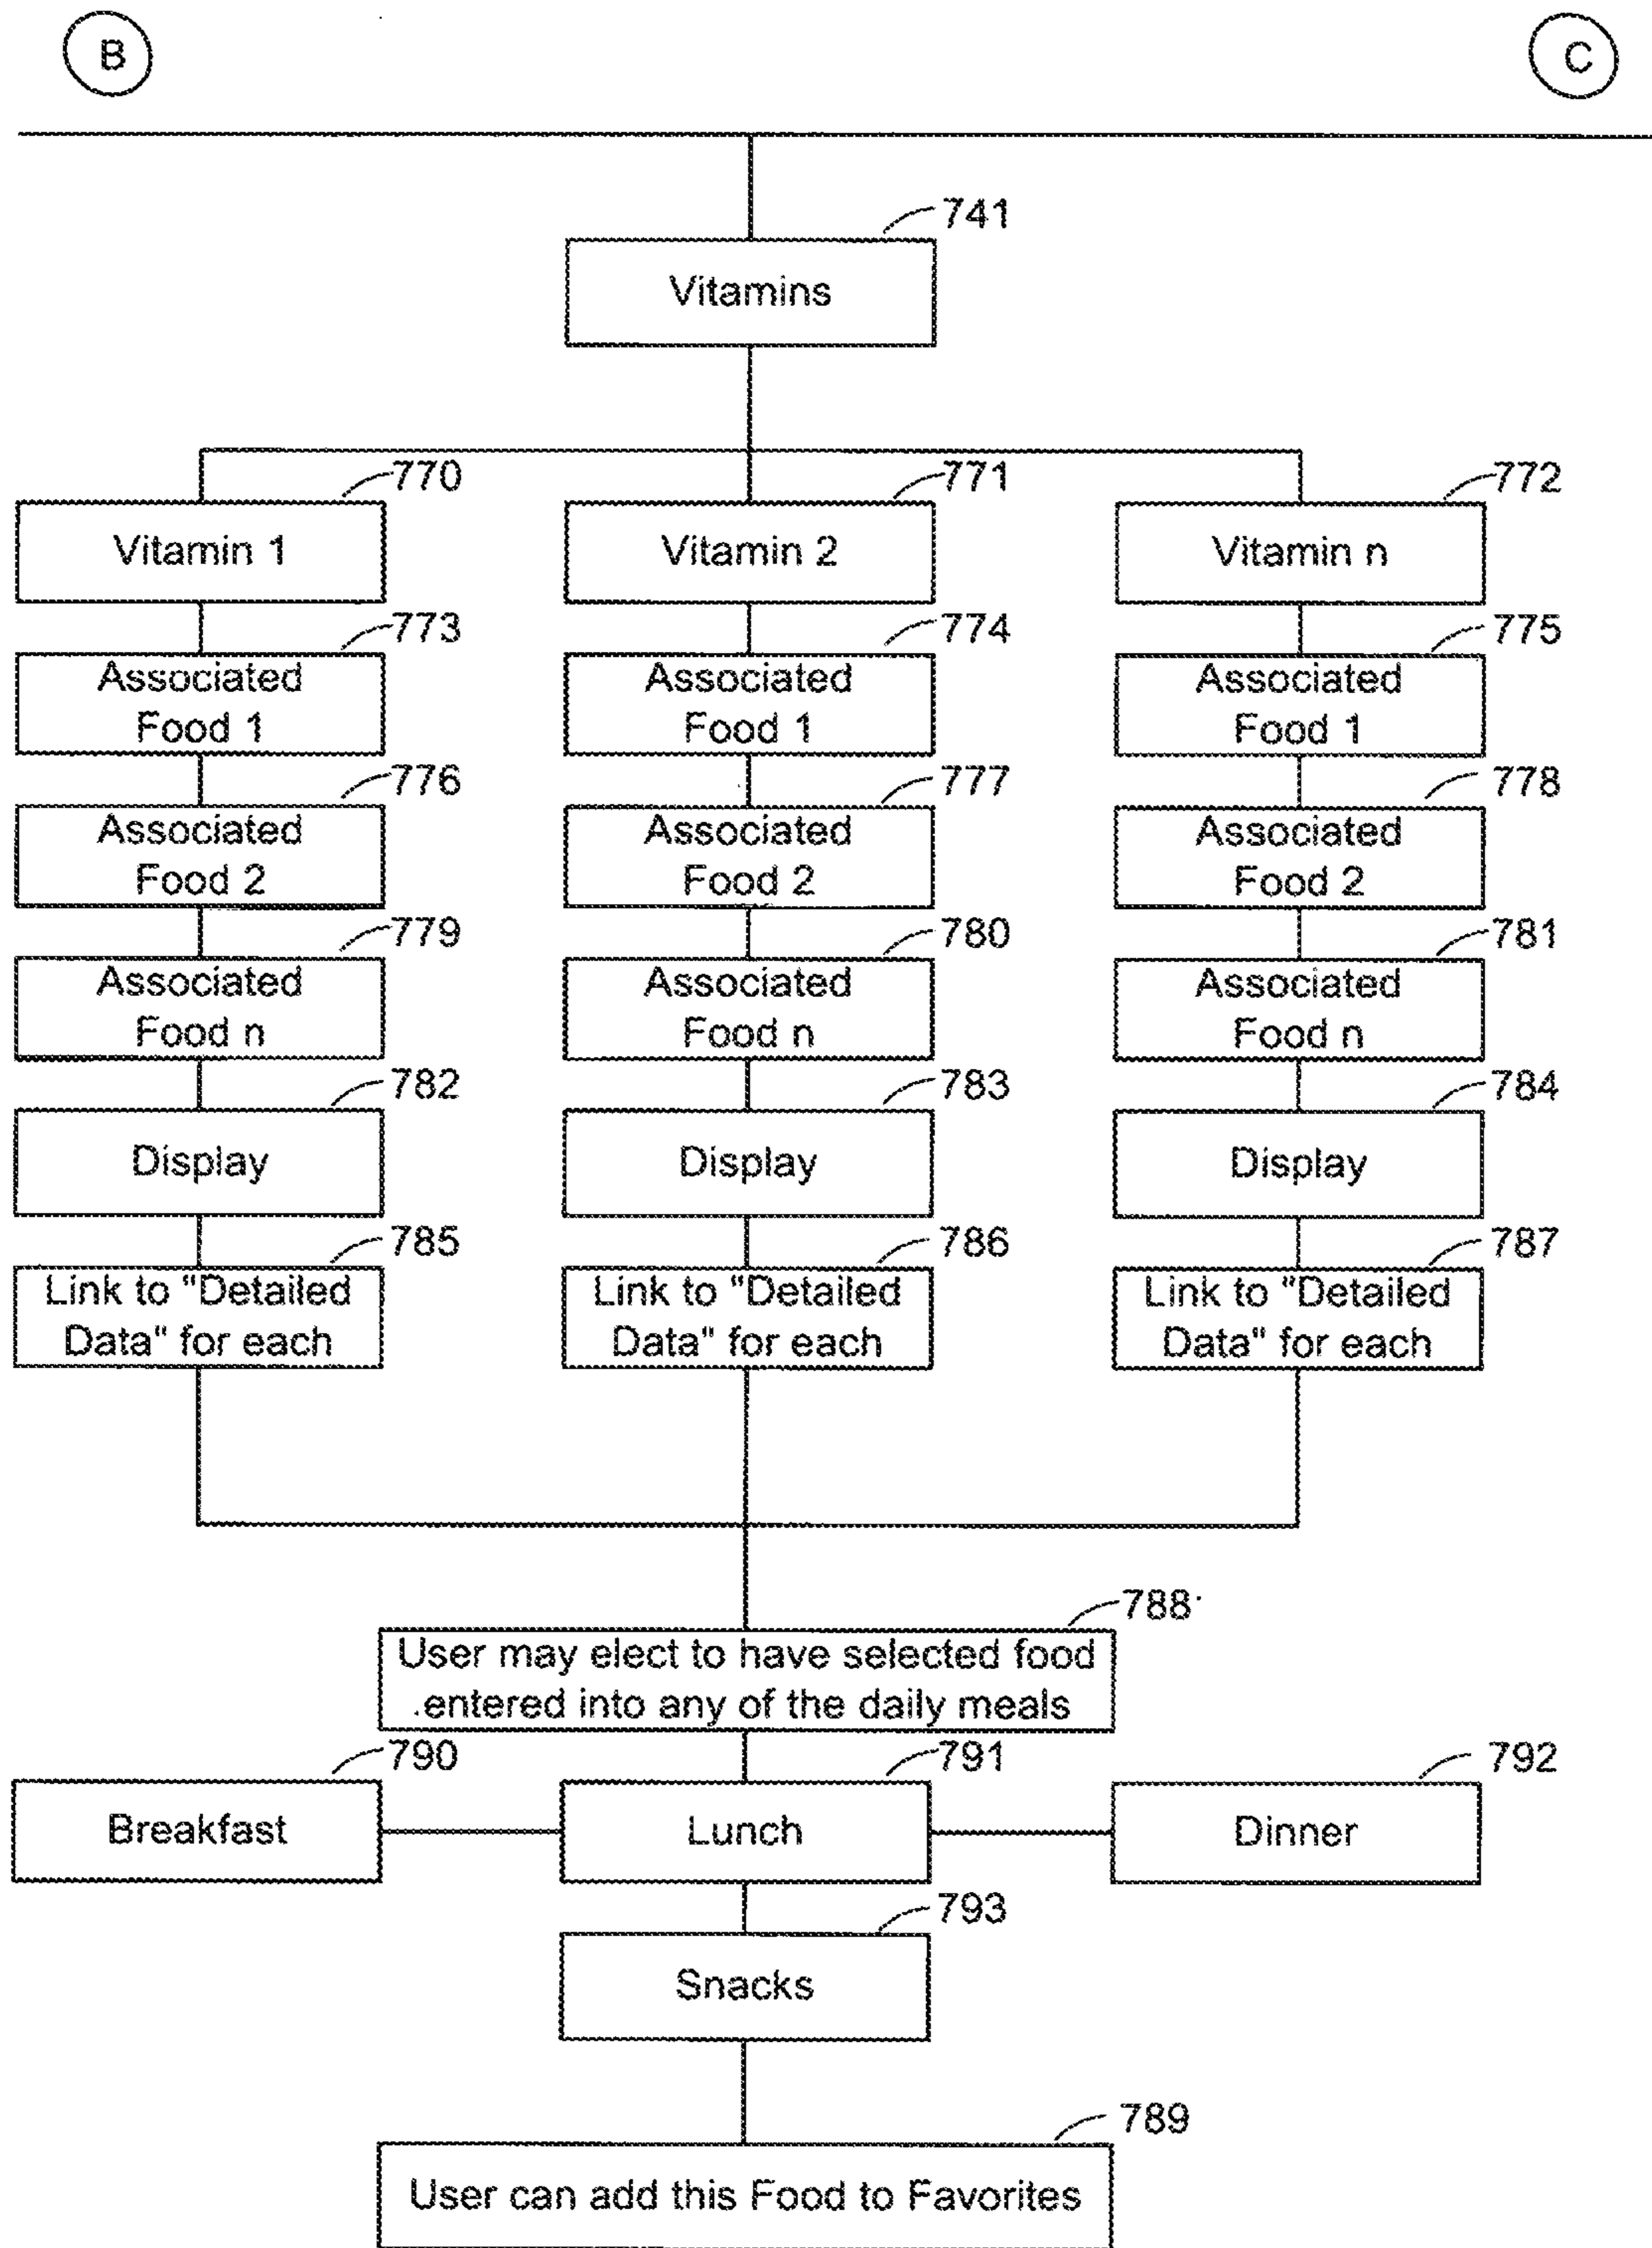 B
C
741
Vitamins
770
771
772
Vitamin 1
Vitamin 2
Vitamin n
773
774
775
Associated
Food 1
Associated
Food 1
Associated
Food 1
776
777
778
Associated
Food 2
Associated
Food 2
Associated
Food 2
779
780
781
Associated
Food n
Associated
Food n
Associated
Food n
782
783
784
Display
Display
Display
785
786
787
Link to "Detailed
Data" for each
Link to "Detailed
Data" for each
Link to "Detailed
Data" for each
788
User may elect to have selected food
entered into any of the daily meals
790
791
792
Breakfast
Lunch
Dinner
793
Snacks
789
User can add this Food to Favorites